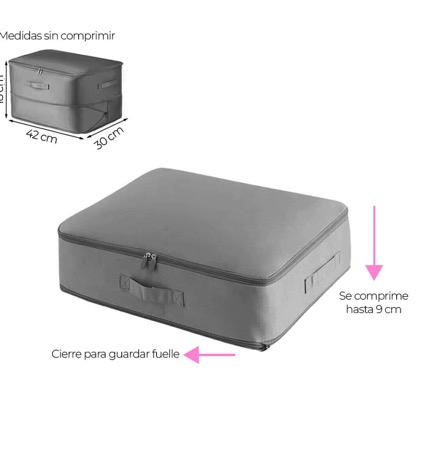 Medidas sin comprimir
42 cm
30 cm
Se comprime
hasta 9 cm
Cierre para guardar fuelle